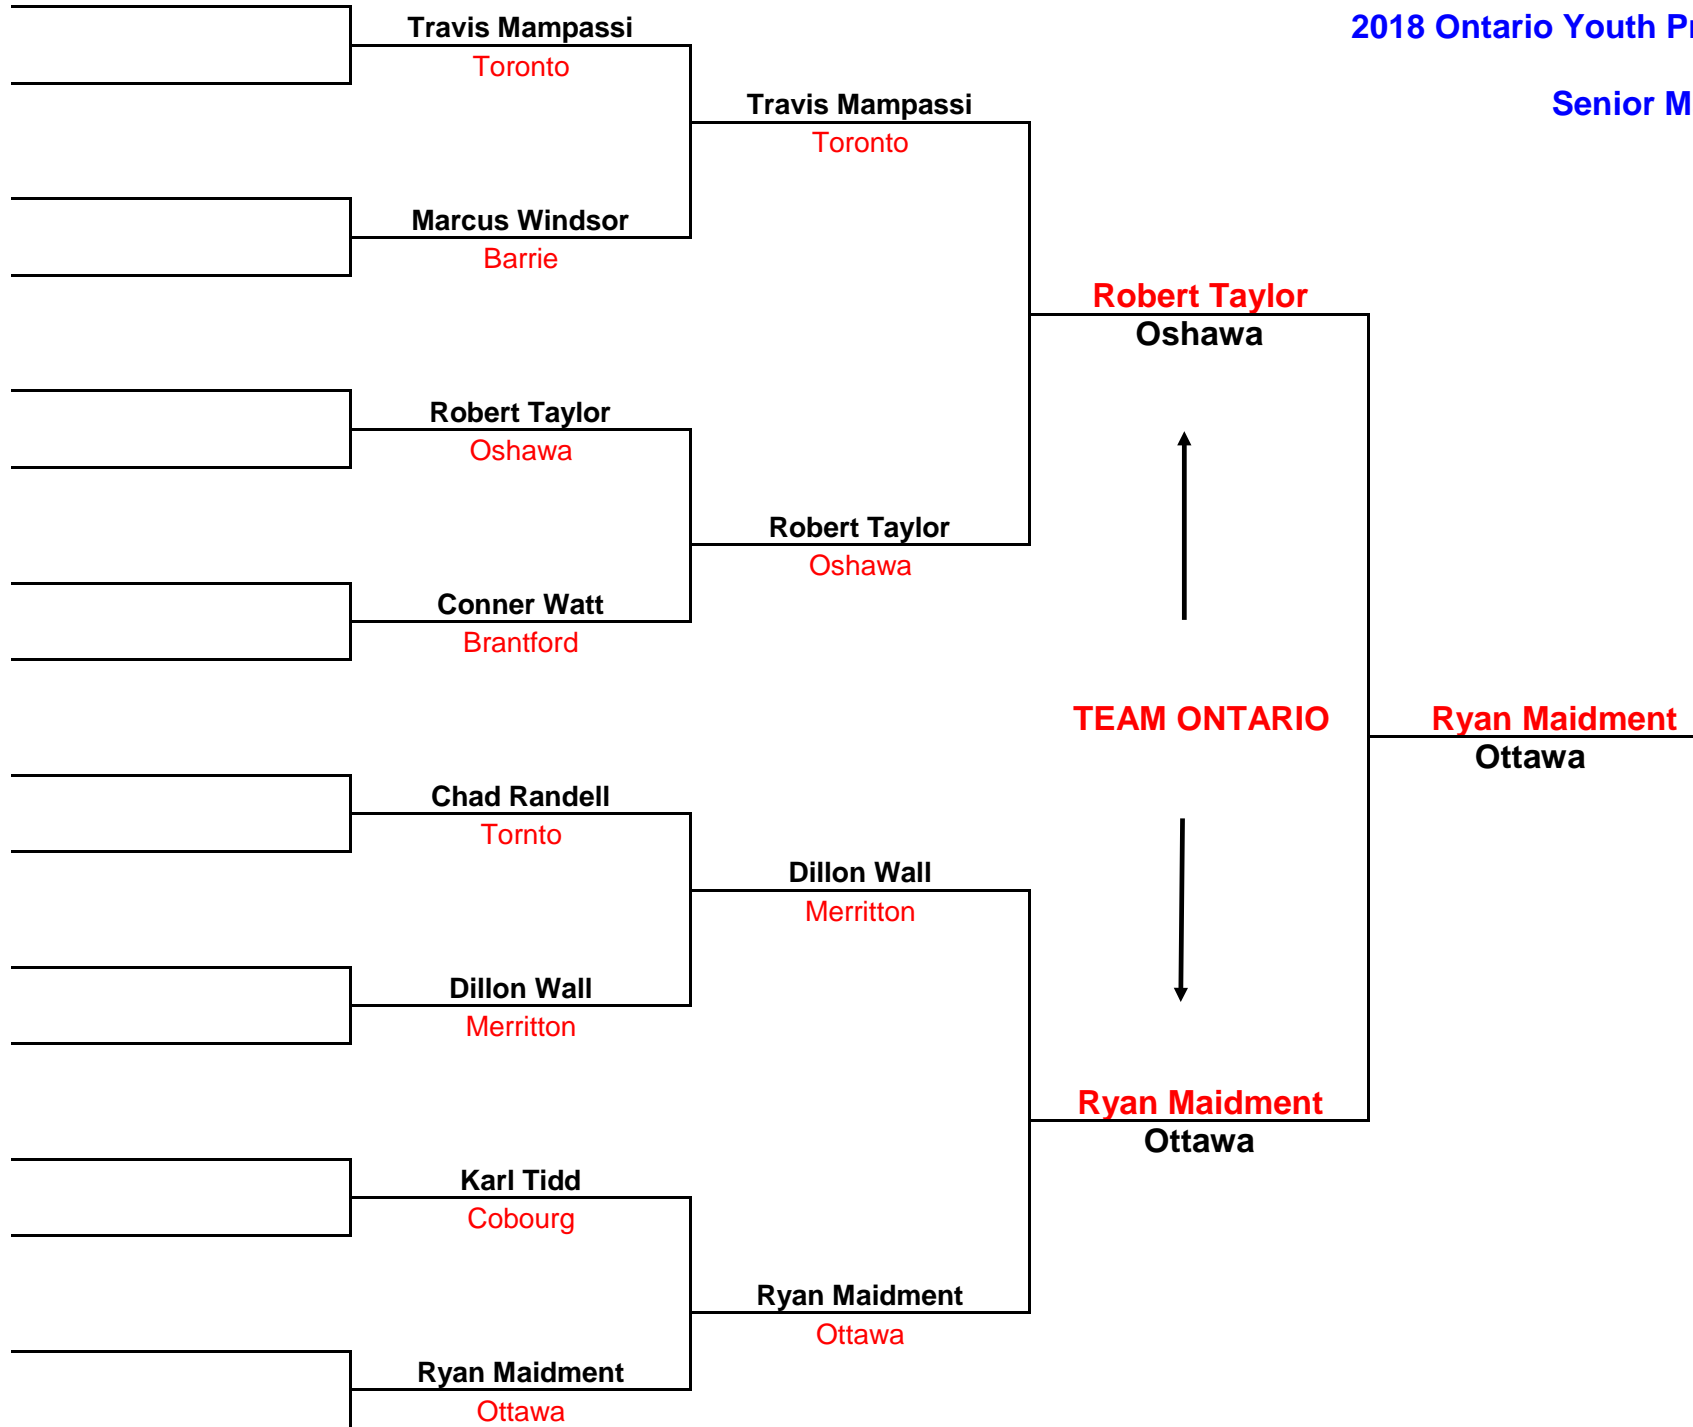 2018 Ontario Youth Pr
Senior M
Travis Mampassi
Toronto
Travis Mampassi
Toronto
Marcus Windsor
Barrie
Robert Taylor
Oshawa
Robert Taylor
Oshawa
Robert Taylor
Oshawa
Conner Watt
Brantford
TEAM ONTARIO
Ryan Maidment
Ottawa
Chad Randell
Tornto
Dillon Wall
Merritton
Dillon Wall
Merritton
Ryan Maidment
Ottawa
Karl Tidd
Cobourg
Ryan Maidment
Ottawa
Ryan Maidment
Ottawa